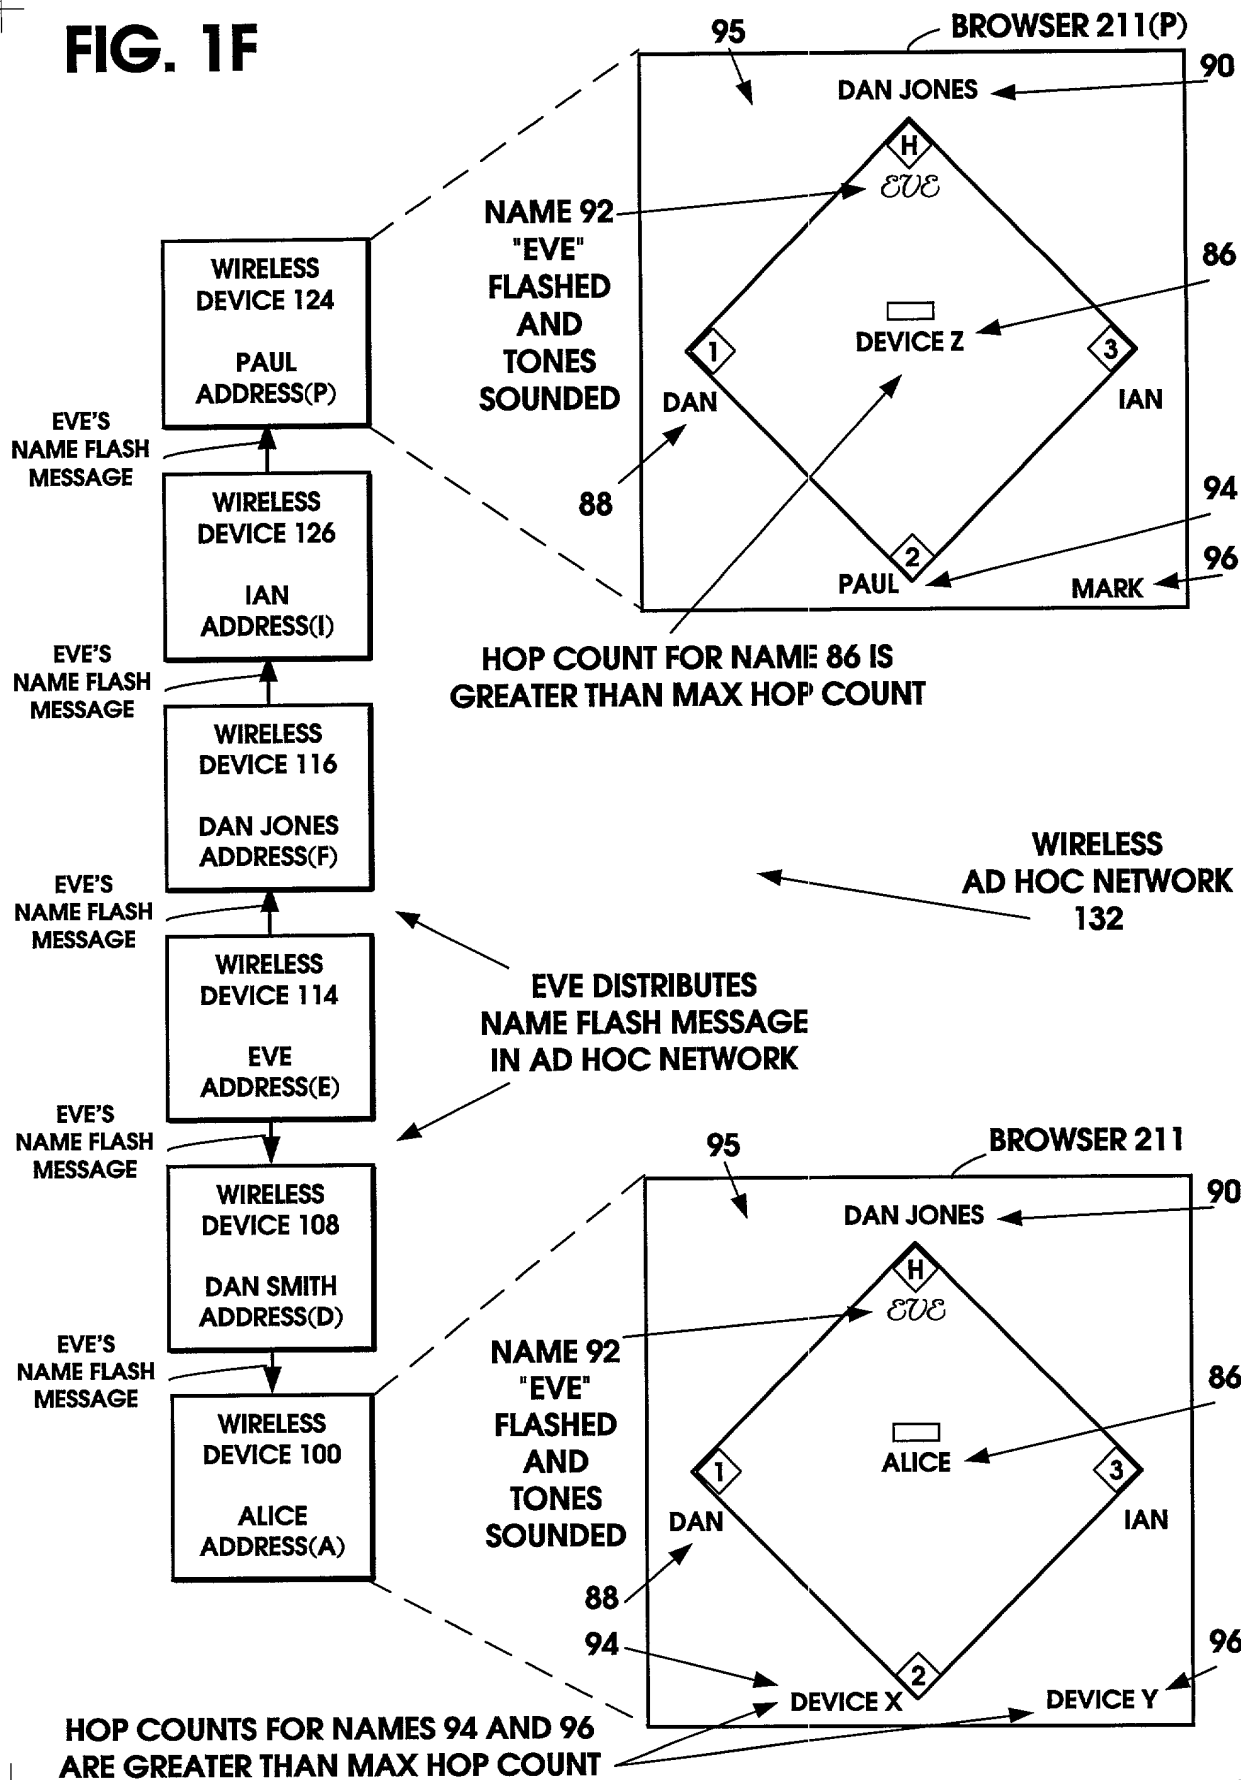 FIG. 1F
95
BROWSER 211(P)
90
DAN JONES
H
EVE
NAME 92
"EVE"
FLASHED
AND
TONES
SOUNDED
86
DEVICE Z
1
3
DAN
IAN
88
94
2
PAUL
96
MARK
HOP COUNT FOR NAME 86 IS
GREATER THAN MAX HOP COUNT
WIRELESS
DEVICE 124
PAUL
ADDRESS(P)
EVE'S
NAME FLASH
MESSAGE
WIRELESS
DEVICE 126
IAN
ADDRESS(I)
EVE'S
NAME FLASH
MESSAGE
WIRELESS
DEVICE 116
DAN JONES
ADDRESS(F)
WIRELESS
AD HOC NETWORK
132
EVE'S
NAME FLASH
MESSAGE
WIRELESS
DEVICE 114
EVE
ADDRESS(E)
EVE DISTRIBUTES
NAME FLASH MESSAGE
IN AD HOC NETWORK
EVE'S
NAME FLASH
MESSAGE
WIRELESS
DEVICE 108
DAN SMITH
ADDRESS(D)
EVE'S
NAME FLASH
MESSAGE
WIRELESS
DEVICE 100
ALICE
ADDRESS(A)
95
BROWSER 211
90
DAN JONES
H
EVE
NAME 92
"EVE"
FLASHED
AND
TONES
SOUNDED
86
ALICE
1
3
DAN
IAN
88
94
2
96
DEVICE X
DEVICE Y
HOP COUNTS FOR NAMES 94 AND 96
ARE GREATER THAN MAX HOP COUNT